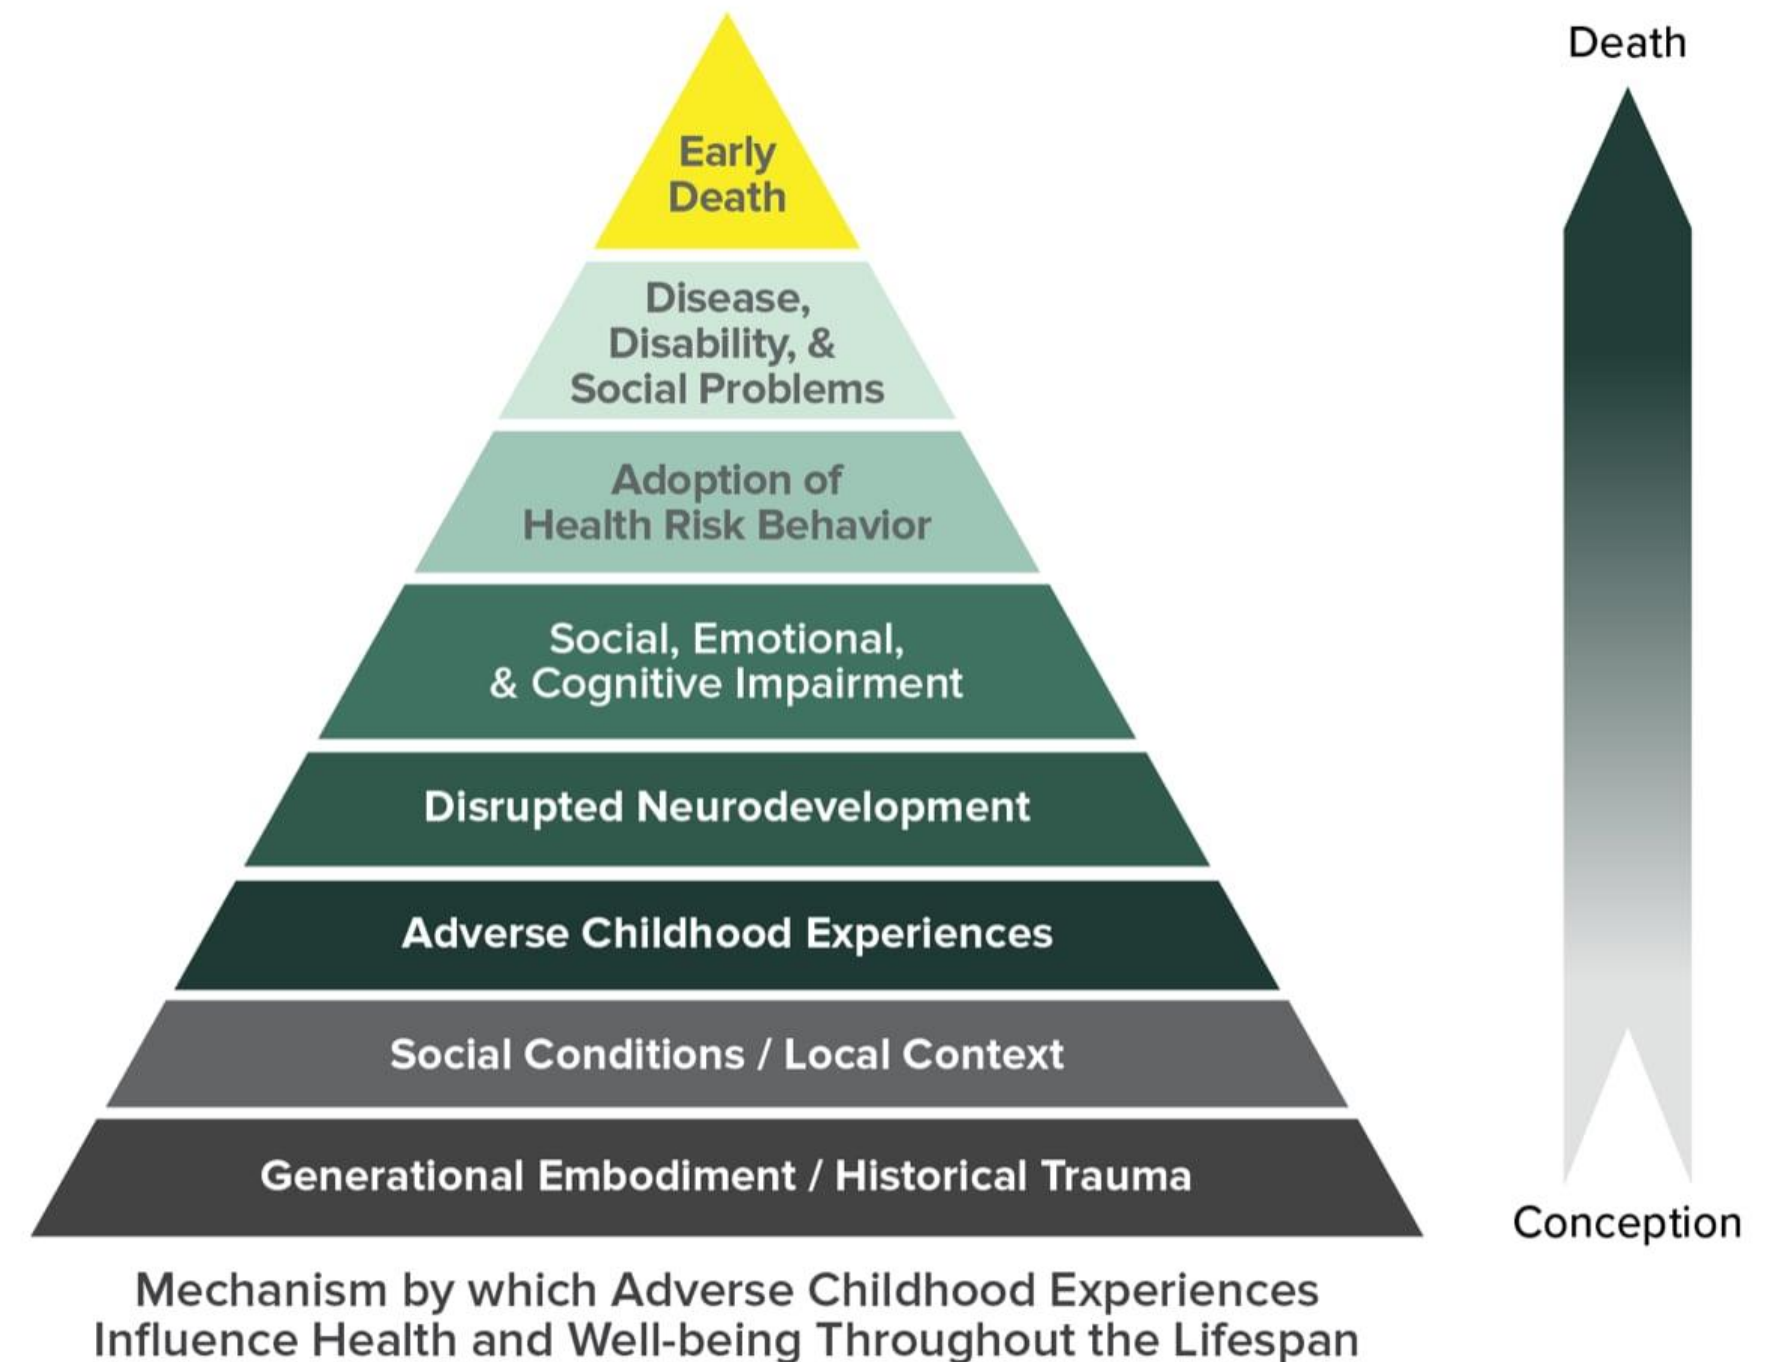 Early
Death
Disease,
Disability, &
Social Problems
Adoption of
Health Risk Behavior
Social, Emotional,
& Cognitive Impairment
Disrupted Neurodevelopment
Adverse Childhood Experiences
Social Conditions / Local Context
Generational Embodiment / Historical Trauma
Mechanism by which Adverse Childhood Experiences
Influence Health and Well-being Throughout the Lifespan
Death
Conception